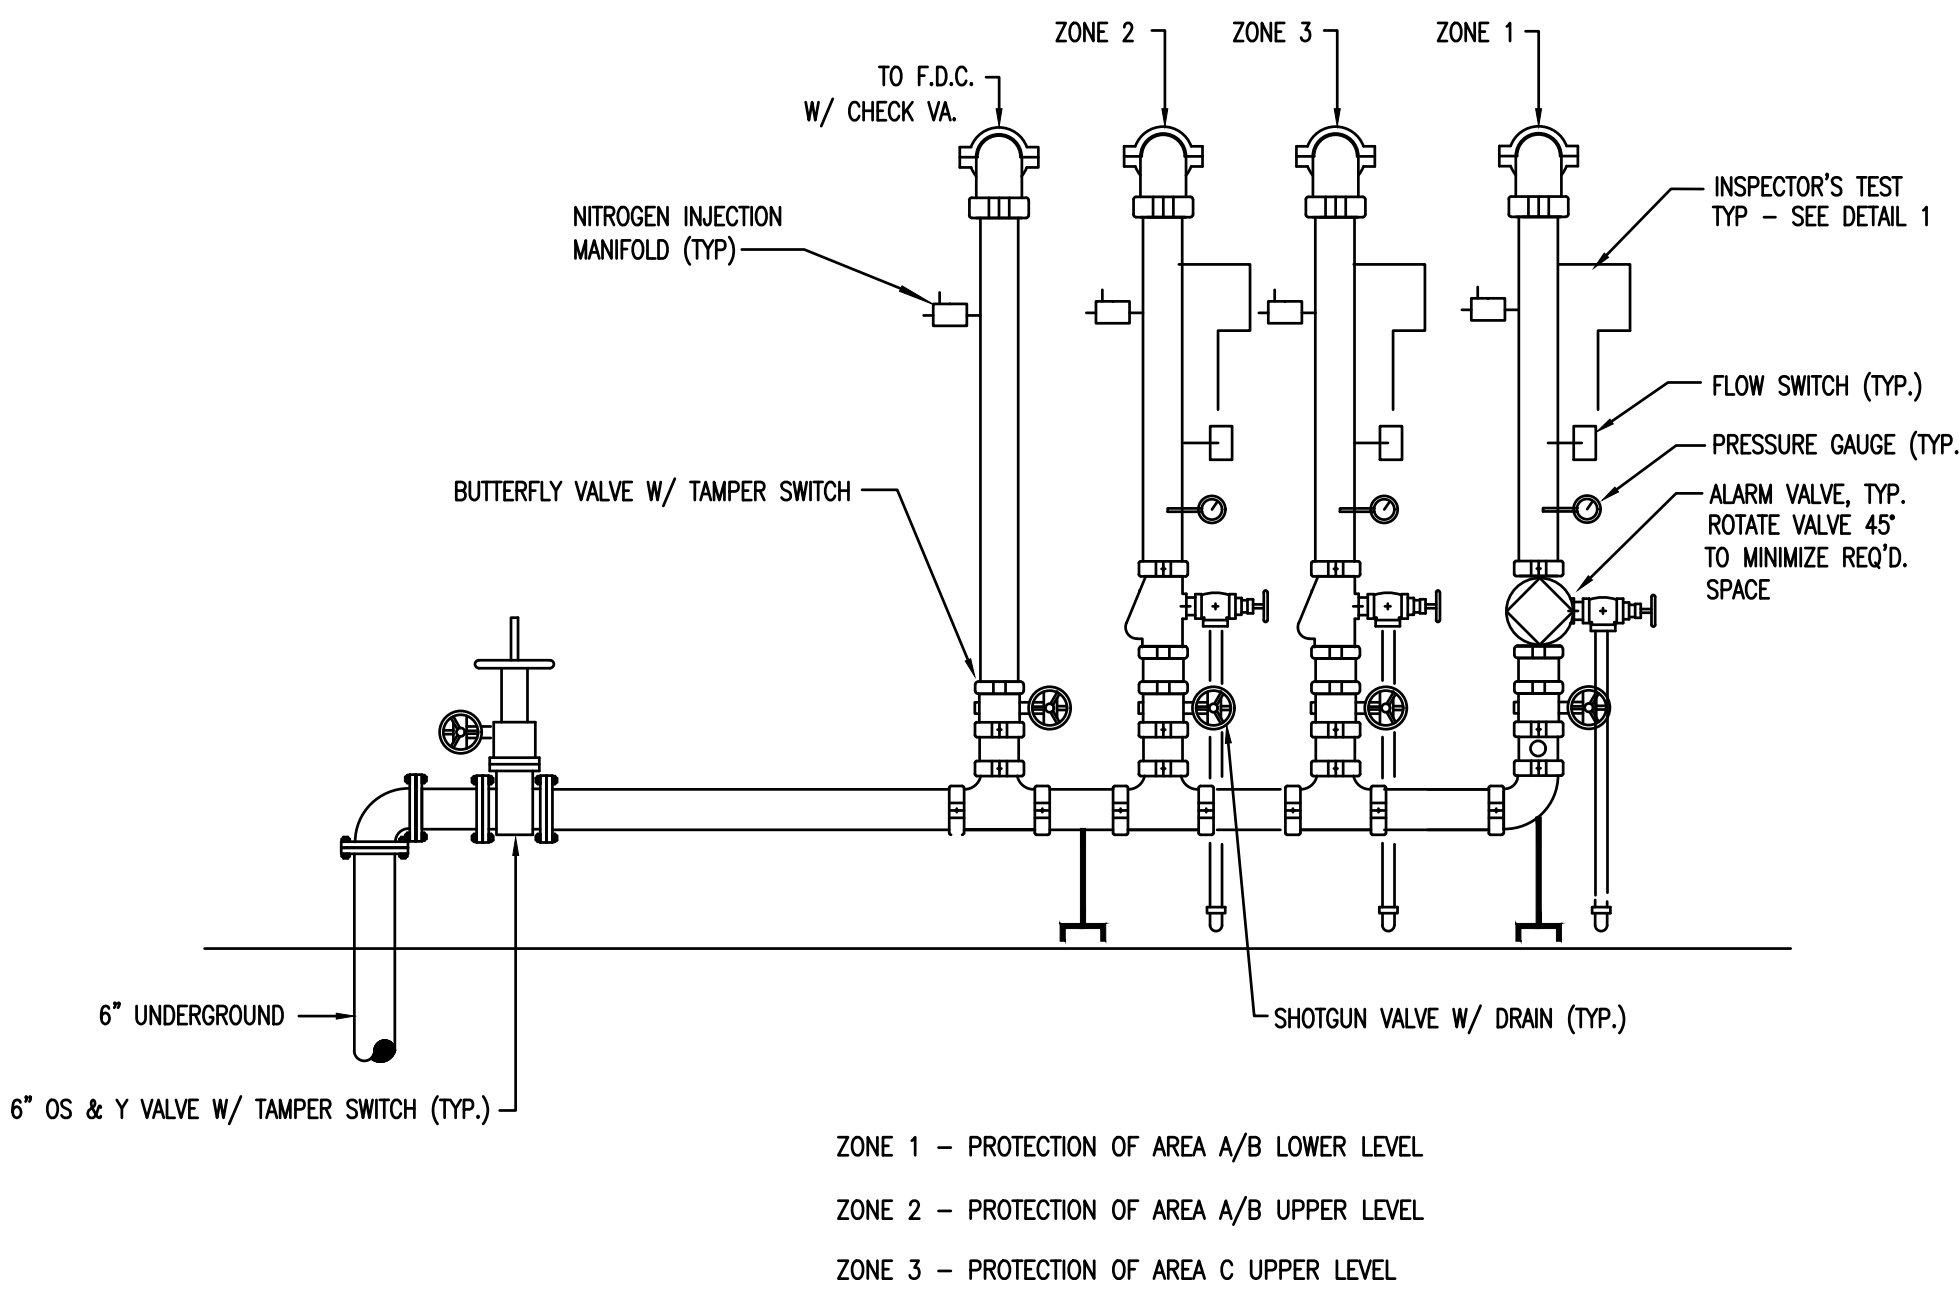 ZONE 2
ZONE 3
ZONE 1
TO F.D.C.
W/ CHECK VA.
INSPECTOR'S TEST
TYP – SEE DETAIL 1
NITROGEN INJECTION
MANIFOLD (TYP)
FLOW SWITCH (TYP.)
PRESSURE GAUGE (TYP.
BUTTERFLY VALVE W/ TAMPER SWITCH
ALARM VALVE, TYP.
ROTATE VALVE 45°
TO MINIMIZE REQ'D.
SPACE
6" UNDERGROUND
SHOTGUN VALVE W/ DRAIN (TYP.)
6" OS & Y VALVE W/ TAMPER SWITCH (TYP.)
ZONE 1 – PROTECTION OF AREA A/B LOWER LEVEL
ZONE 2 – PROTECTION OF AREA A/B UPPER LEVEL
ZONE 3 – PROTECTION OF AREA C UPPER LEVEL